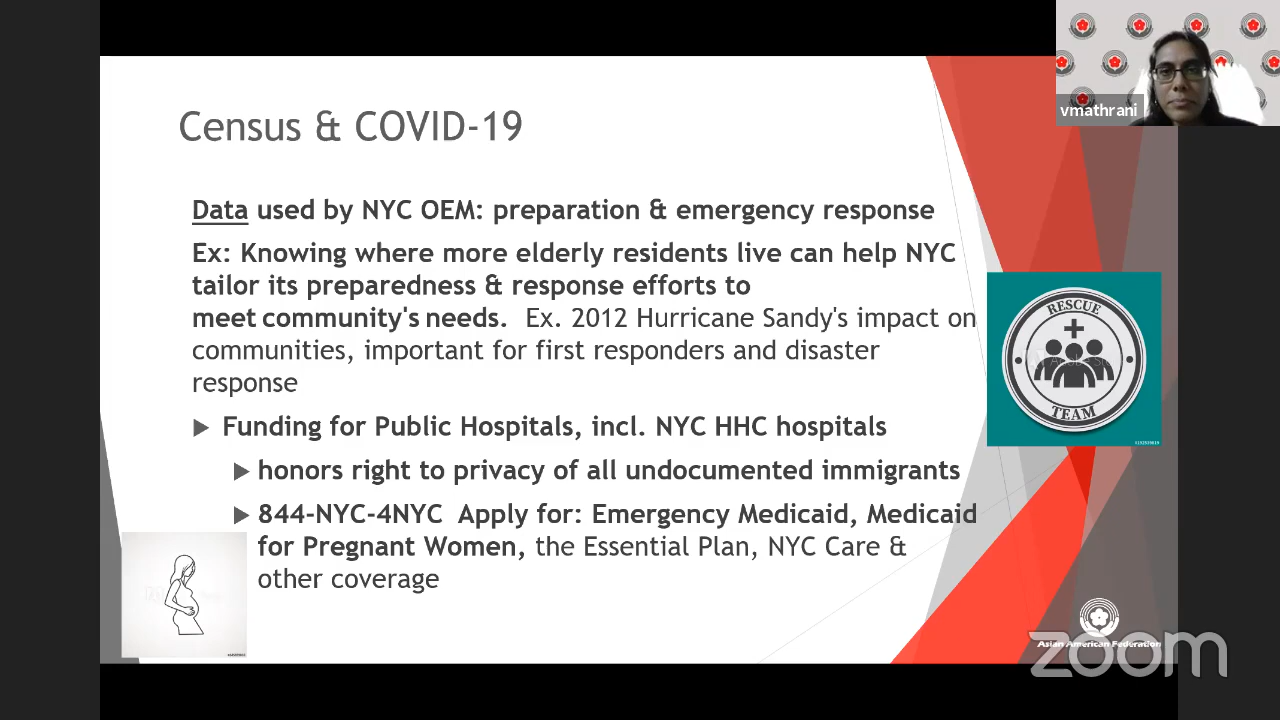 vmathrani
Census & COVID-19
Data used by NYC OEM: preparation & emergency response
Ex: Knowing where more elderly residents live can help NYC
tailor its preparedness & response efforts to
meet community's needs. Ex. 2012 Hurricane Sandy's impact on
communities, important for first responders and disaster
response
RESCUE
TEAM
▶ Funding for Public Hospitals, incl. NYC HHC hospitals
▶ honors right to privacy of all undocumented immigrants
▶ 844-NYC-4NYC Apply for: Emergency Medicaid, Medicaid
for Pregnant Women, the Essential Plan, NYC Care &
other coverage
Asian American Federation
zoom